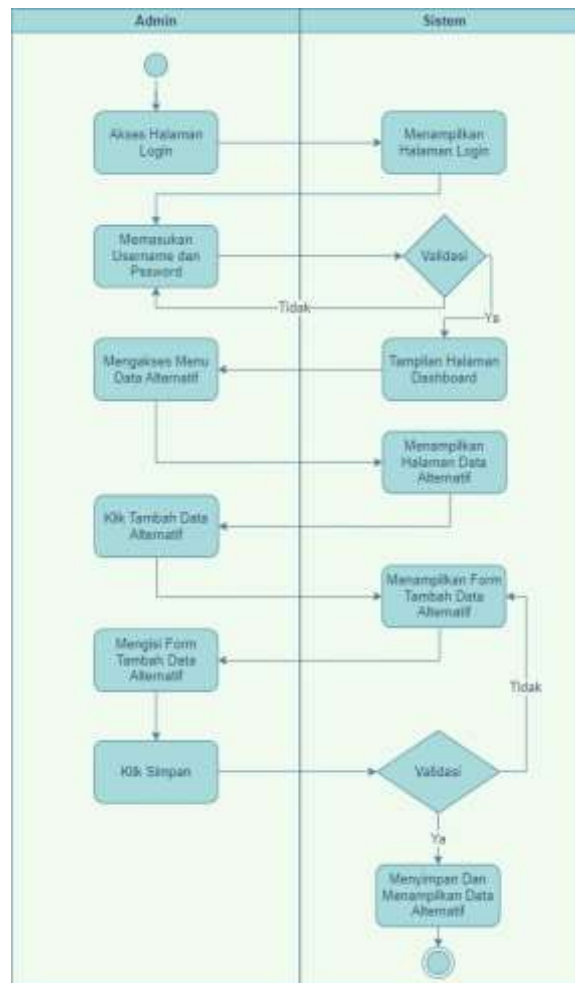 Admin
Sistem
Akses Halaman
Login
Menampilkan
Halaman Login
Memasukan
Username dan
Password
Validasi
Tidak
Ya
Mengakses Menu
Data Alternatif
Tampilan Halaman
Dashboard
Menampilkan
Halaman Data
Alternatif
Klik Tambah Data
Alternatif
Menampilkan Form
Tambah Data
Alternatif
Mengisi Form
Tambah Data
Alternatif
Tidak
Klik Simpan
Validasi
Ya
Menyimpan Dan
Menampilkan Data
Alternatif